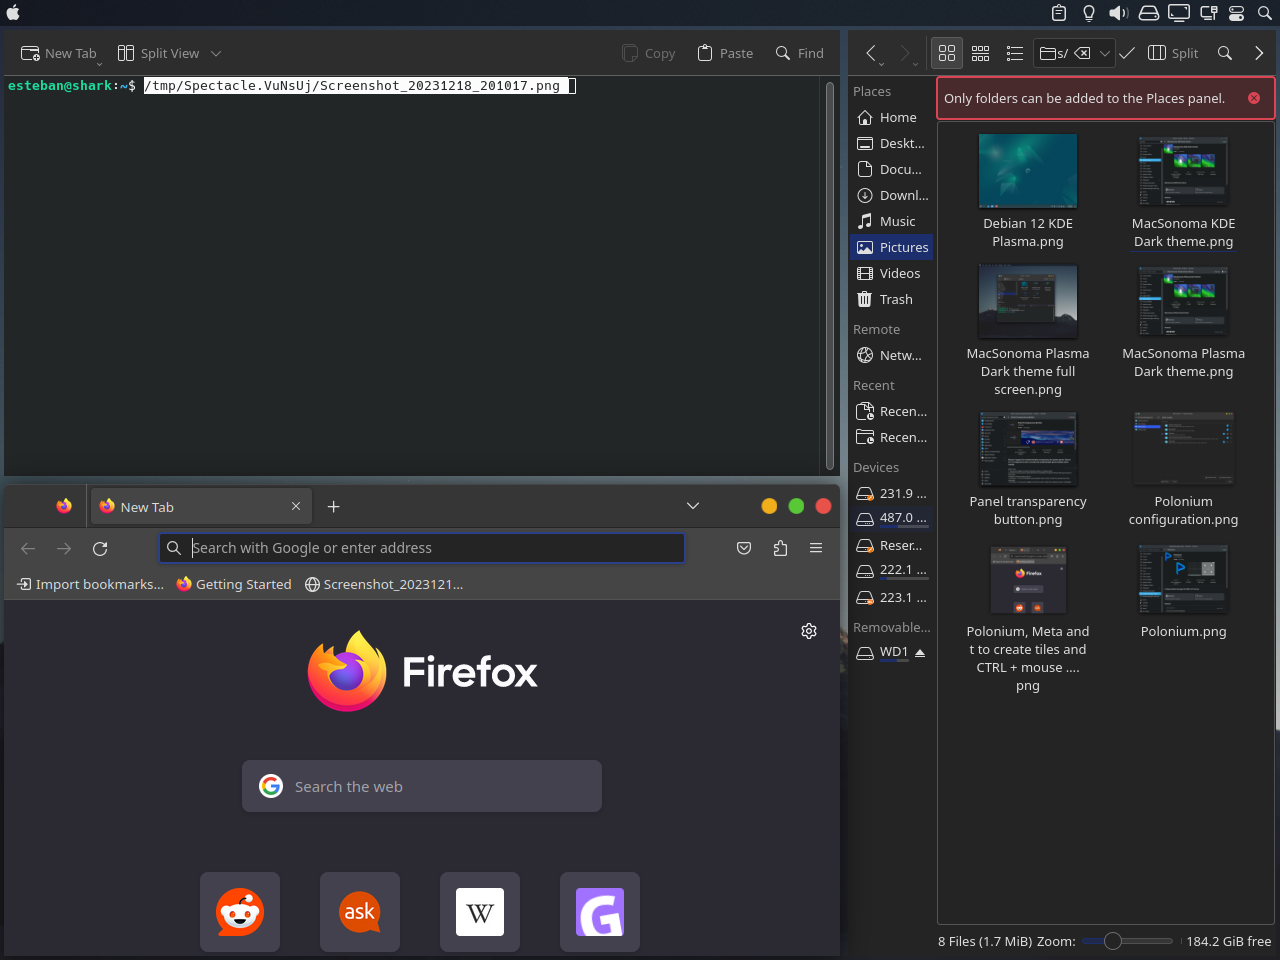 New Tab
Split View
Copy
Paste
Find
esteban@shark:~$ /tmp/Spectacle.VuNsUj/Screenshot_20231218_201017.png
s/
Split
Places
Home
Deskt...
Docu...
Downl...
Music
Pictures
Videos
Trash
Remote
Netw...
Recent
Recen...
Recen...
Devices
231.9 ...
487.0 ...
Reser...
222.1 ...
223.1 ...
Removable...
WD1
Only folders can be added to the Places panel.
Debian 12 KDE
Plasma.png
MacSonoma KDE
Dark theme.png
MacSonoma Plasma
Dark theme full
screen.png
MacSonoma Plasma
Dark theme.png
Panel transparency
button.png
Polonium
configuration.png
Polonium, Meta and
t to create tiles and
CTRL + mouse ....
png
Polonium.png
8 Files (1.7 MiB)
Zoom:
184.2 GiB free
New Tab
Search with Google or enter address
Import bookmarks...
Getting Started
Screenshot_2023121...
Firefox
Search the web
ask
W
G